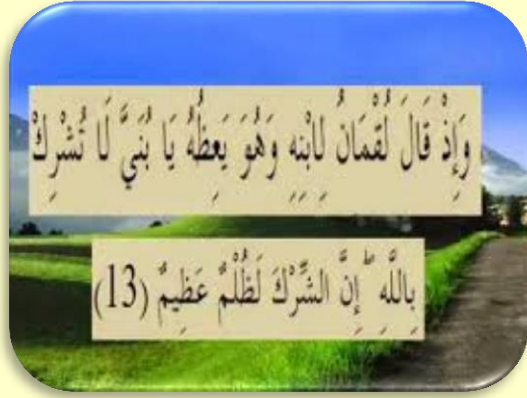 وَإِذْ قَالَ لُقْمَانُ لِابْنِهِ وَهُوَ يَعِظُهُ يَا بُنَيَّ لَا تُشْرِكْ
بِاللَّهِ ۖ إِنَّ الشِّرْكَ لَظُلْمٌ عَظِيمٌ (13)